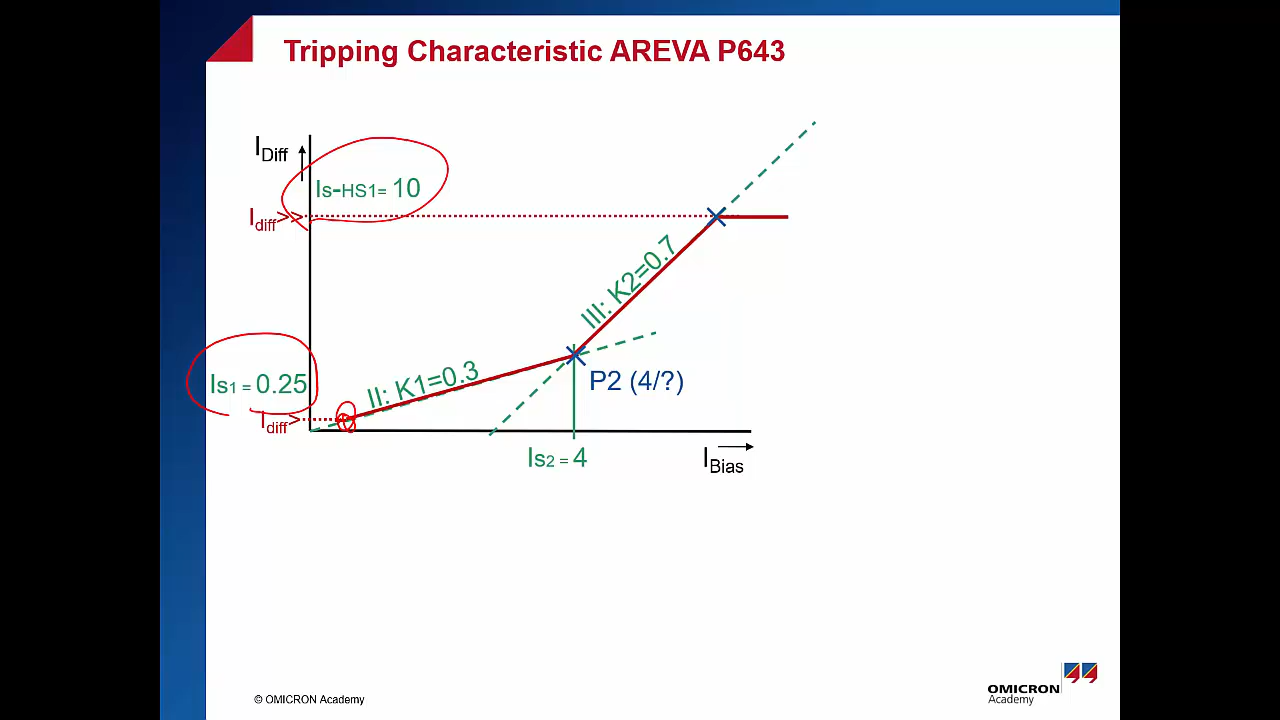 Tripping Characteristic AREVA P643
IDiff
Is-HS1= 10
Idiff>>
III: K2=0.7
II: K1=0.3
Is1 = 0.25
P2 (4/?)
Idiff>
Is2 = 4
IBias
OMICRON
Academy
© OMICRON Academy